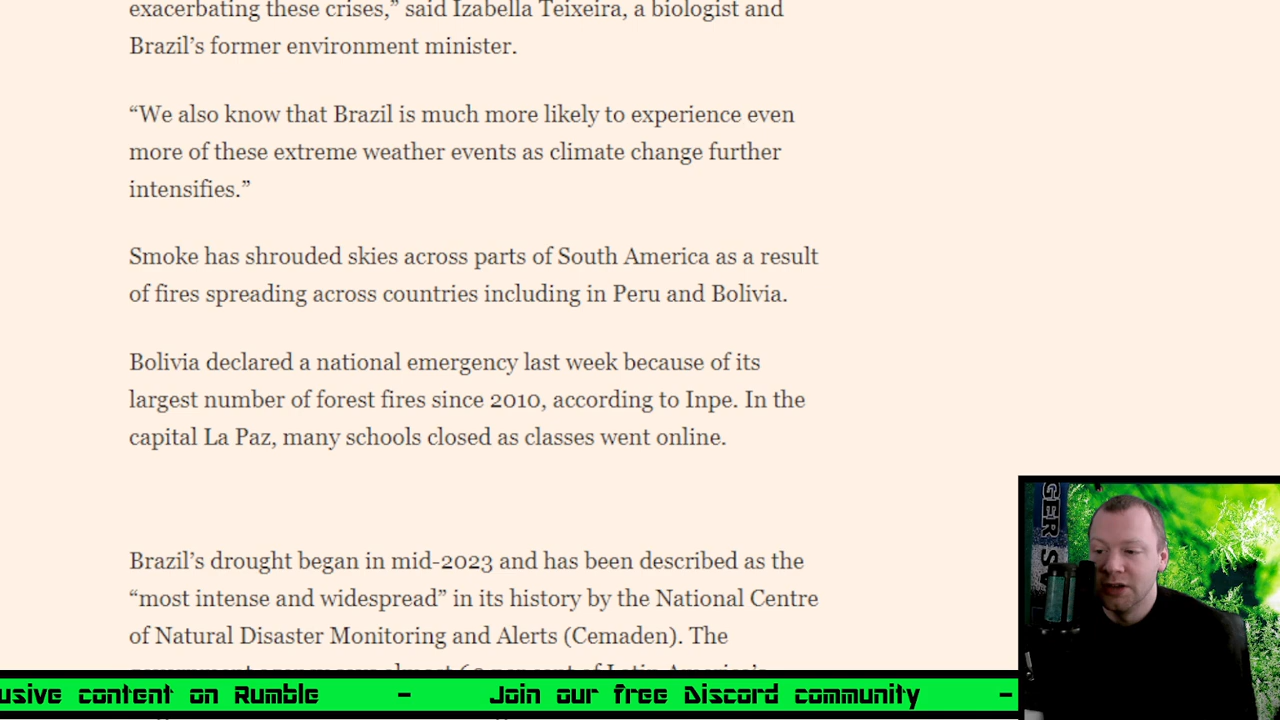 exacerbating these crises,” said Izabella Teixeira, a biologist and
Brazil’s former environment minister.
“We also know that Brazil is much more likely to experience even
more of these extreme weather events as climate change further
intensifies.”
Smoke has shrouded skies across parts of South America as a result
of fires spreading across countries including in Peru and Bolivia.
Bolivia declared a national emergency last week because of its
largest number of forest fires since 2010, according to Inpe. In the
capital La Paz, many schools closed as classes went online.
Brazil’s drought began in mid-2023 and has been described as the
“most intense and widespread” in its history by the National Centre
of Natural Disaster Monitoring and Alerts (Cemaden). The
usive content on Rumble - Join our free Discord community -